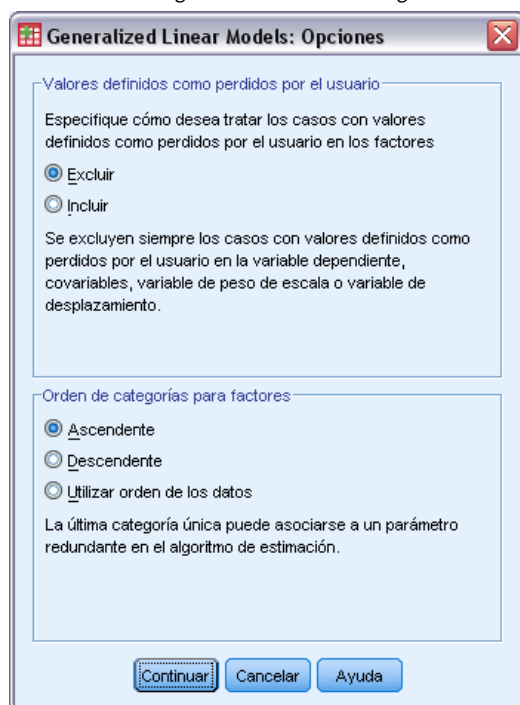 Generalized Linear Models: Opciones
Valores definidos como perdidos por el usuario
Especifique cómo desea tratar los casos con valores
definidos como perdidos por el usuario en los factores
Excluir
Incluir
Se excluyen siempre los casos con valores definidos como
perdidos por el usuario en la variable dependiente,
covariables, variable de peso de escala o variable de
desplazamiento.
Orden de categorías para factores
Ascendente
Descendente
Utilizar orden de los datos
La última categoría única puede asociarse a un parámetro
redundante en el algoritmo de estimación.
Continuar Cancelar Ayuda